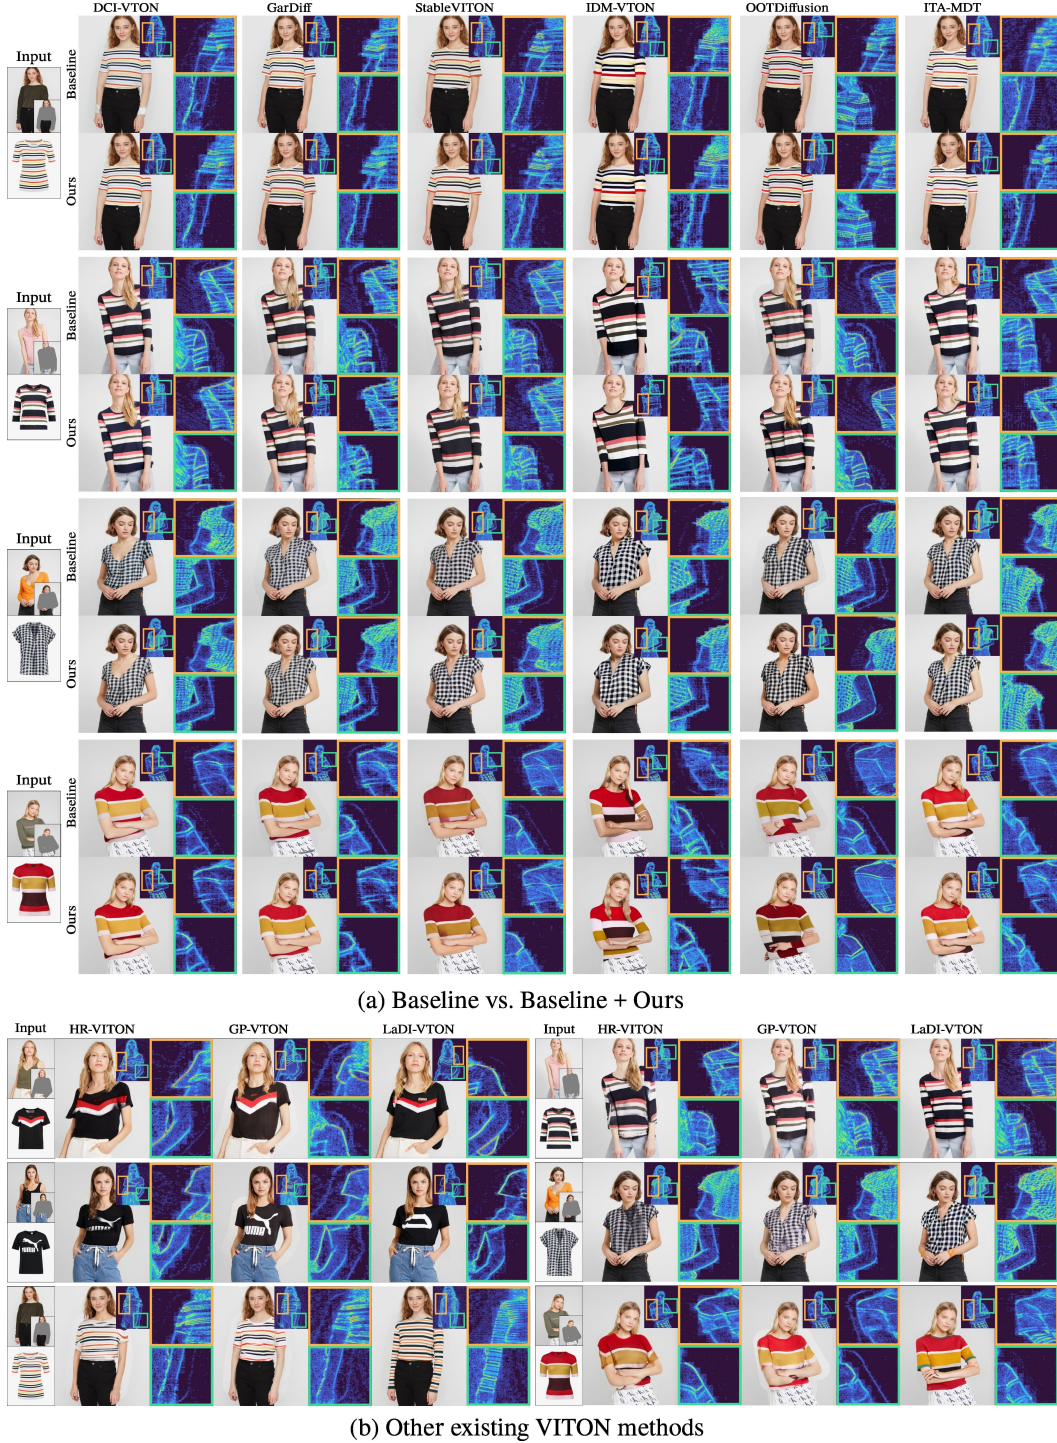 DCI-VTON GarDiff StableVITON IDM-VTON OOTDiffusion ITA-MDT
Input
Baseline
Ours
Input
Baseline
Ours
Input
Baseline
Ours
Input
Baseline
Ours
(a) Baseline vs. Baseline + Ours
Input HR-VITON GP-VTON LaDI-VTON Input HR-VITON GP-VTON LaDI-VTON
PUMA
(b) Other existing VITON methods